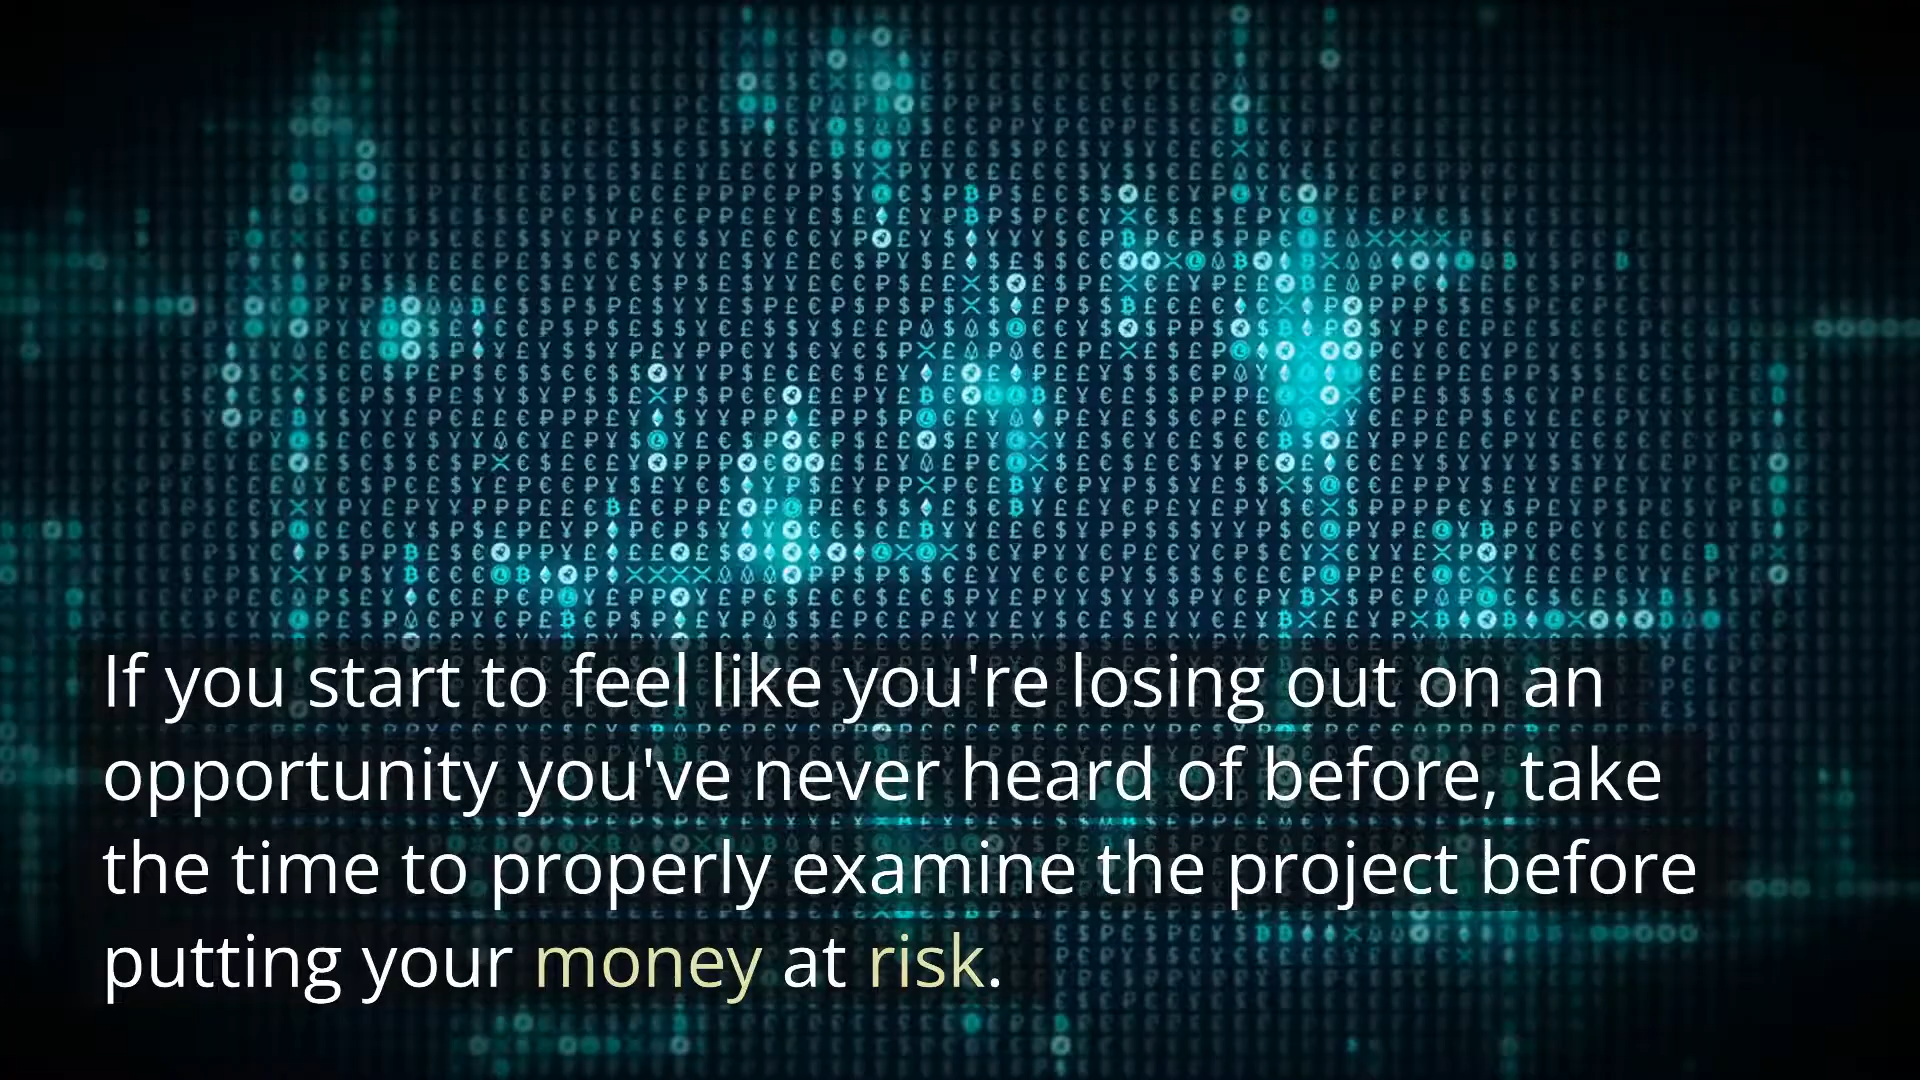 If you start to feel like you're losing out on an
opportunity you've never heard of before, take
the time to properly examine the project before
putting your money at risk.